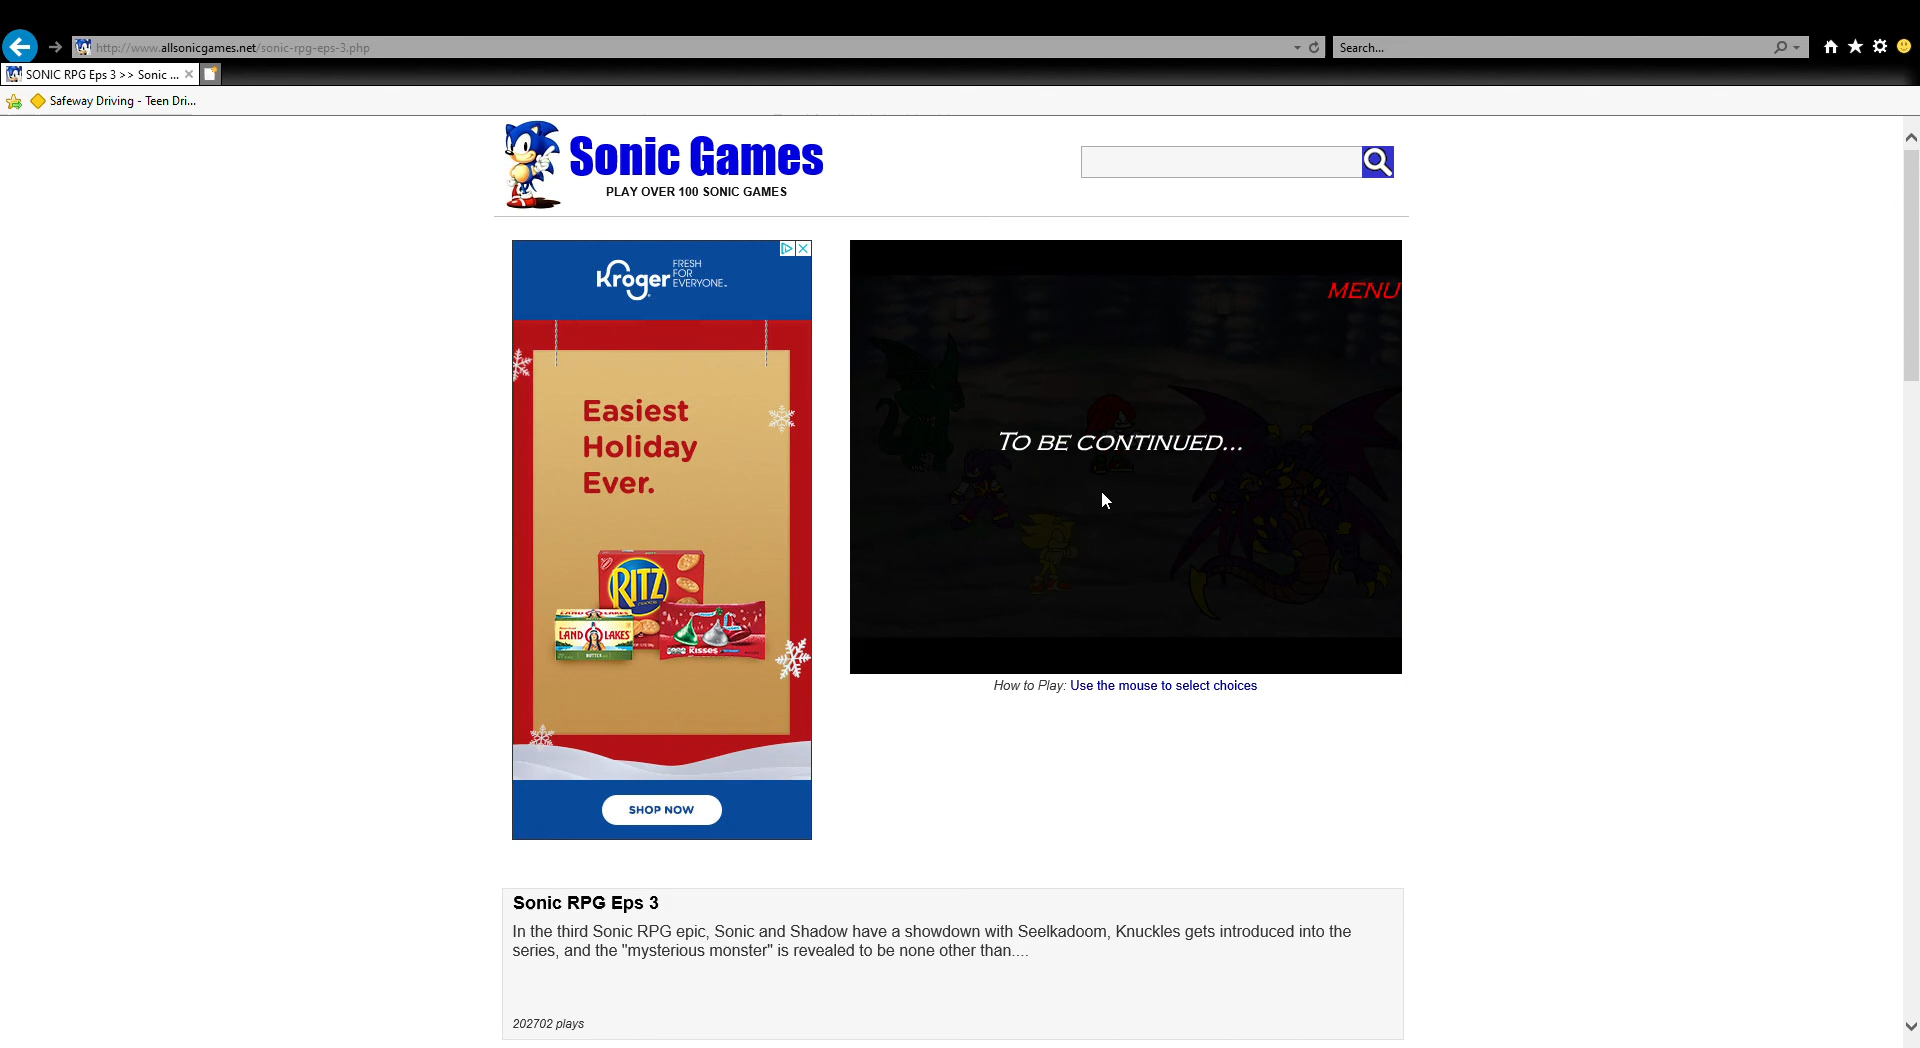 http://www.allsonicgames.net/sonic-rpg-eps-3.php
Search...
SONIC RPG Eps 3 >> Sonic ...
Safeway Driving - Teen Dri...
Sonic Games
PLAY OVER 100 SONIC GAMES
Kroger
FRESH
FOR
EVERYONE™
Easiest
Holiday
Ever.
RITZ
LAND O LAKES
BUTTER
Kisses
SHOP NOW
MENU
TO BE CONTINUED...
How to Play: Use the mouse to select choices
Sonic RPG Eps 3
In the third Sonic RPG epic, Sonic and Shadow have a showdown with Seelkadoom, Knuckles gets introduced into the
series, and the "mysterious monster" is revealed to be none other than....
202702 plays